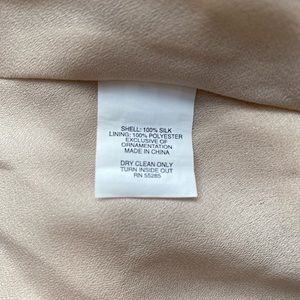 SHELL: 100% SILK
LINING: 100% POLYESTER
EXCLUSIVE OF
ORNAMENTATION
MADE IN CHINA
DRY CLEAN ONLY
TURN INSIDE OUT
RN 55285